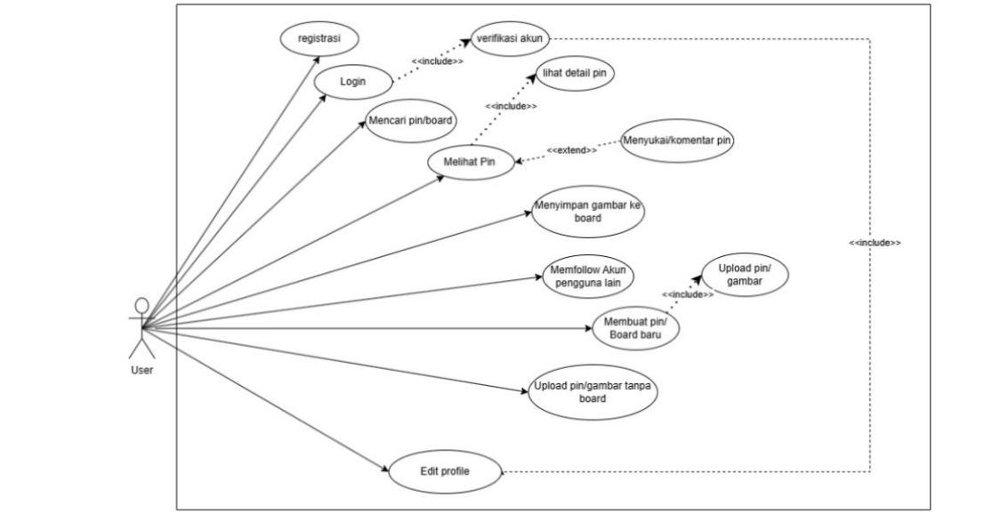 registrasi
verifikasi akun
<<include>>
lihat detail pin
Login
<<include>>
Mencari pin/board
Menyukai/komentar pin
<<extend>>
Melihat Pin
Menyimpan gambar ke
board
<<include>>
Memfollow Akun
pengguna lain
Upload pin/
gambar
<<include>>
Membuat pin/
Board baru
User
Upload pin/gambar tanpa
board
Edit profile